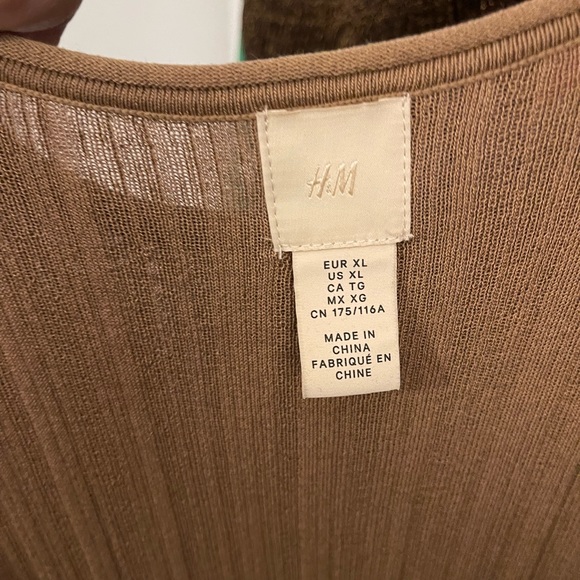 H&M
EUR XL
US XL
CA TG
MX XG
CN 175/116A
MADE IN
CHINA
FABRIQUÉ EN
CHINE